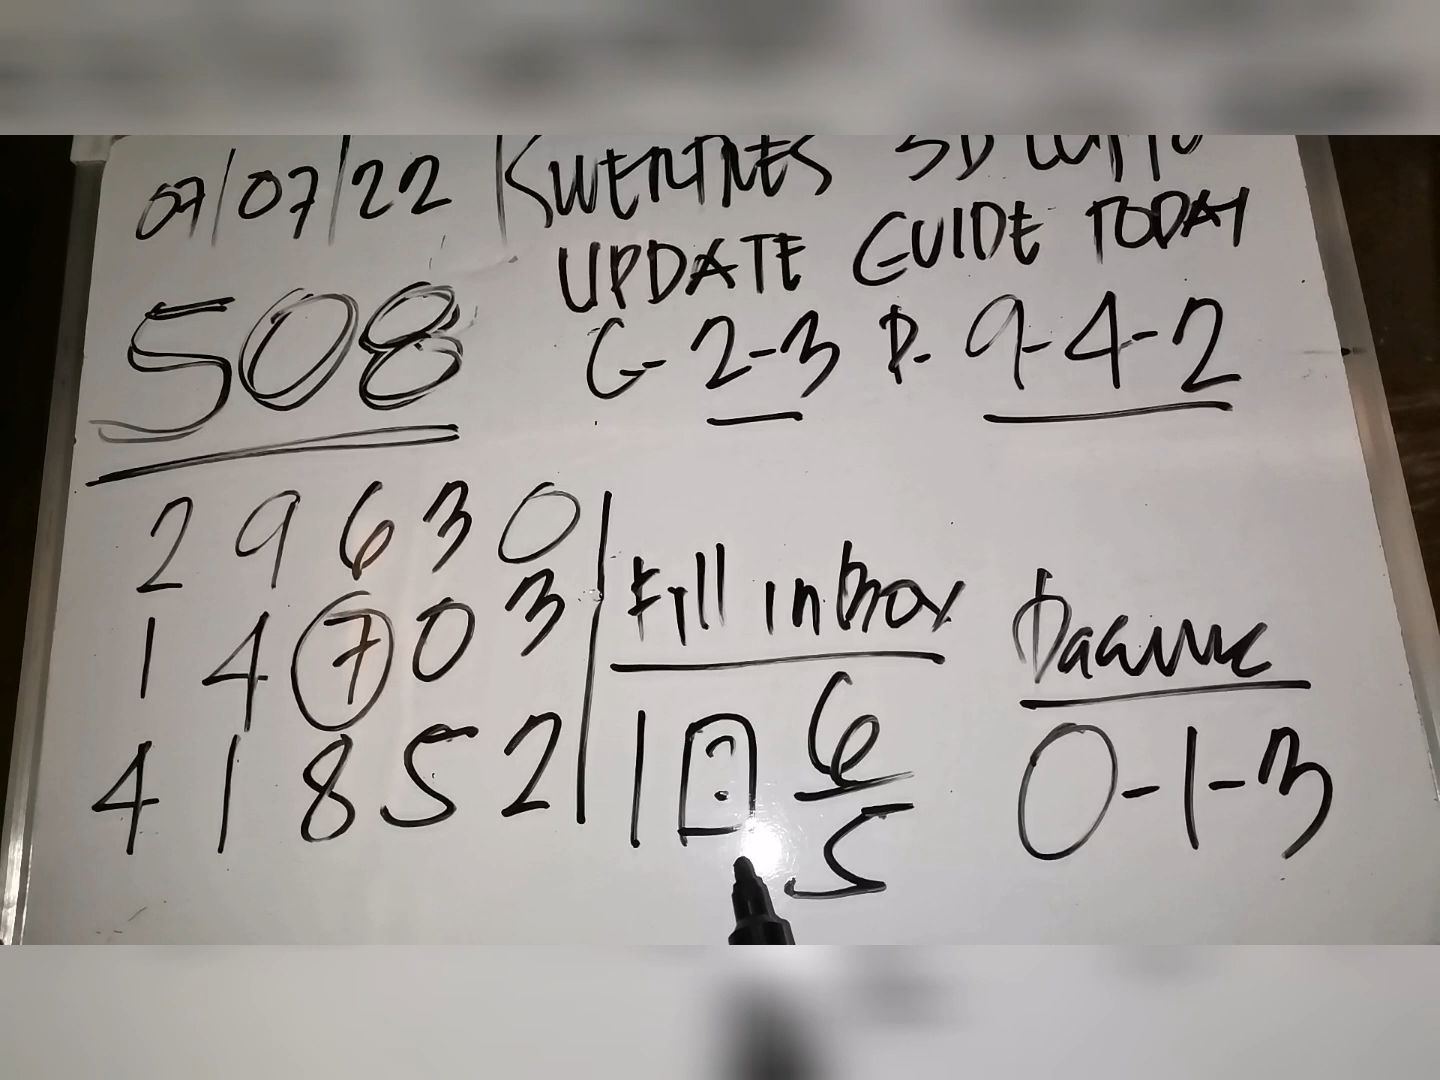 07/07/22 | SWERTRES 3D LOTTO
UPDATE GUIDE TODAY
508
G- 2-3 P. 9-4-2
2 9 6 3 0
1 4 7 0 3
4 1 8 5 2
Fill in box
1 ? 6
5
0-1-3